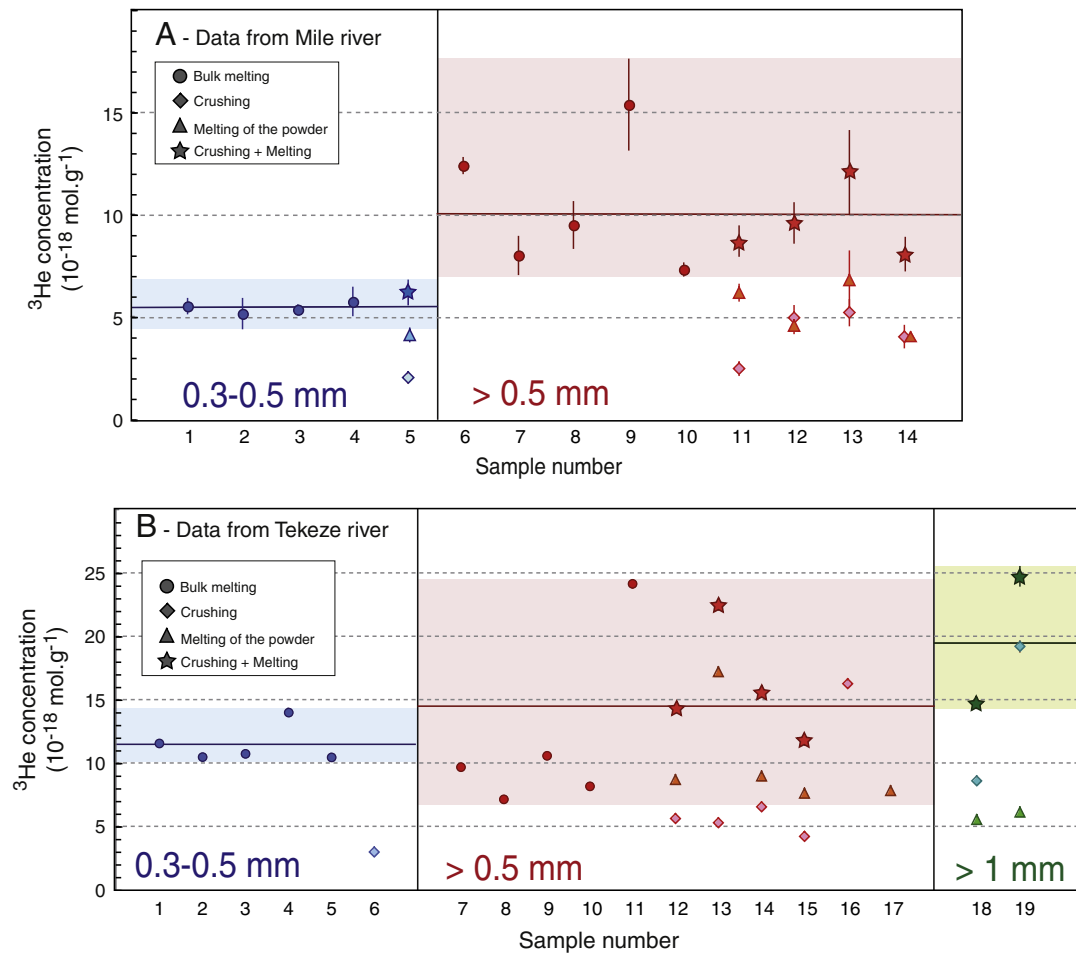 A - Data from Mile river
Bulk melting
Crushing
Melting of the powder
Crushing + Melting
15
10
5
0
³He concentration
(10⁻¹⁸ mol.g⁻¹)
0.3-0.5 mm
> 0.5 mm
1 2 3 4 5 6 7 8 9 10 11 12 13 14
Sample number
B - Data from Tekeze river
Bulk melting
Crushing
Melting of the powder
Crushing + Melting
25
20
15
10
5
0
³He concentration
(10⁻¹⁸ mol.g⁻¹)
0.3-0.5 mm
> 0.5 mm
> 1 mm
1 2 3 4 5 6 7 8 9 10 11 12 13 14 15 16 17 18 19
Sample number